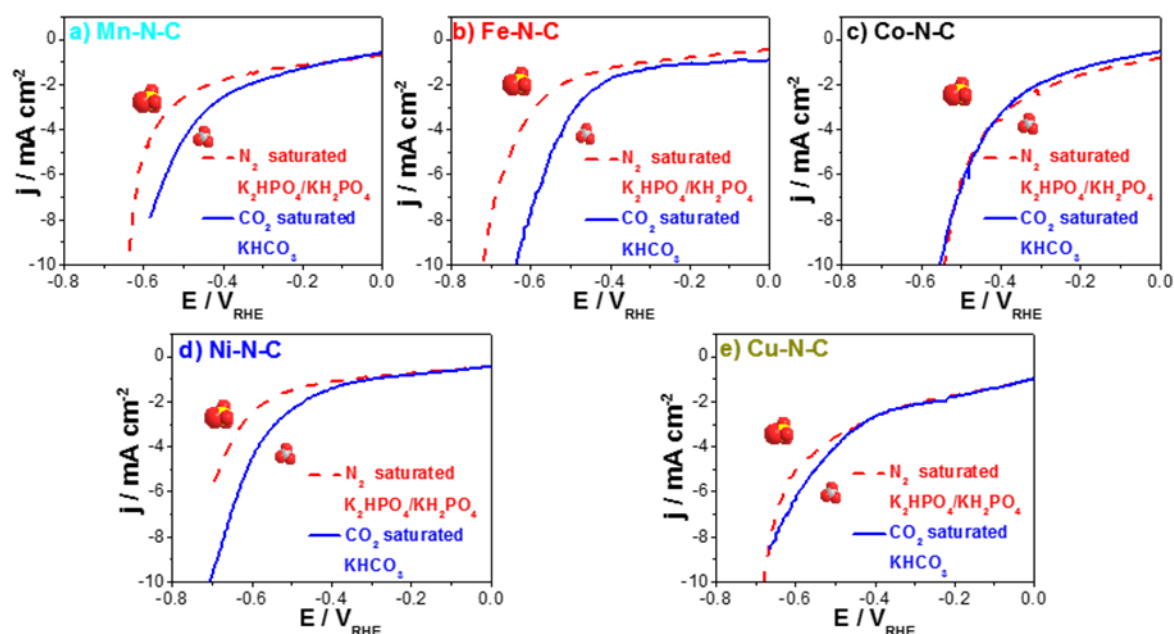 a) Mn-N-C
0
-2
-4
-6
-8
-10
j / mA cm⁻²
N₂ saturated
K₂HPO₄/KH₂PO₄
CO₂ saturated
KHCO₃
-0.8 -0.6 -0.4 -0.2 0.0
E / V_RHE
b) Fe-N-C
0
-2
-4
-6
-8
-10
j / mA cm⁻²
N₂ saturated
K₂HPO₄/KH₂PO₄
CO₂ saturated
KHCO₃
-0.8 -0.6 -0.4 -0.2 0.0
E / V_RHE
c) Co-N-C
0
-2
-4
-6
-8
-10
j / mA cm⁻²
N₂ saturated
K₂HPO₄/KH₂PO₄
CO₂ saturated
KHCO₃
-0.8 -0.6 -0.4 -0.2 0.0
E / V_RHE
d) Ni-N-C
0
-2
-4
-6
-8
-10
j / mA cm⁻²
N₂ saturated
K₂HPO₄/KH₂PO₄
CO₂ saturated
KHCO₃
-0.8 -0.6 -0.4 -0.2 0.0
E / V_RHE
e) Cu-N-C
0
-2
-4
-6
-8
-10
j / mA cm⁻²
N₂ saturated
K₂HPO₄/KH₂PO₄
CO₂ saturated
KHCO₃
-0.8 -0.6 -0.4 -0.2 0.0
E / V_RHE